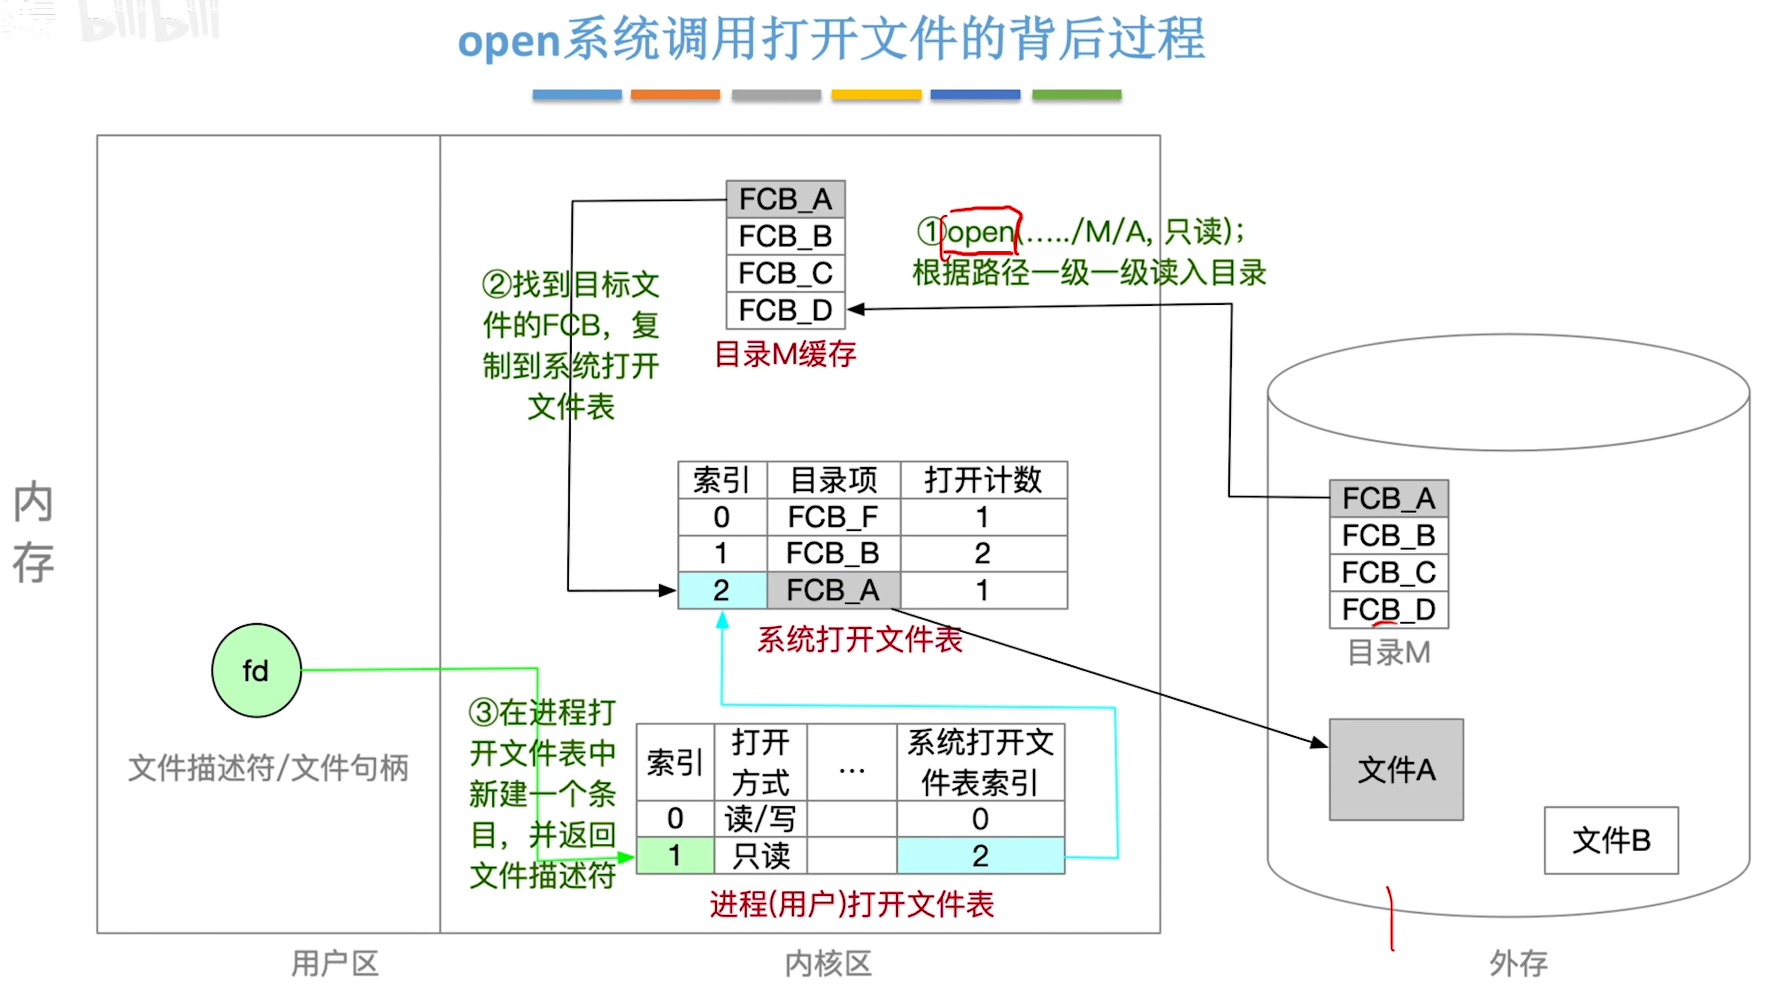 bilibili
open系统调用打开文件的背后过程
FCB_A
FCB_B
FCB_C
FCB_D
目录M缓存
①open(...../M/A, 只读);
根据路径一级一级读入目录
②找到目标文
件的FCB，复
制到系统打开
文件表
内
存
索引 目录项 打开计数
0 FCB_F 1
1 FCB_B 2
2 FCB_A 1
系统打开文件表
FCB_A
FCB_B
FCB_C
FCB_D
目录M
fd
文件描述符/文件句柄
③在进程打
开文件表中
新建一个条
目，并返回
文件描述符
索引 打开方式 ... 系统打开文件表索引
0 读/写 0
1 只读 2
进程(用户)打开文件表
文件A
文件B
用户区
内核区
外存